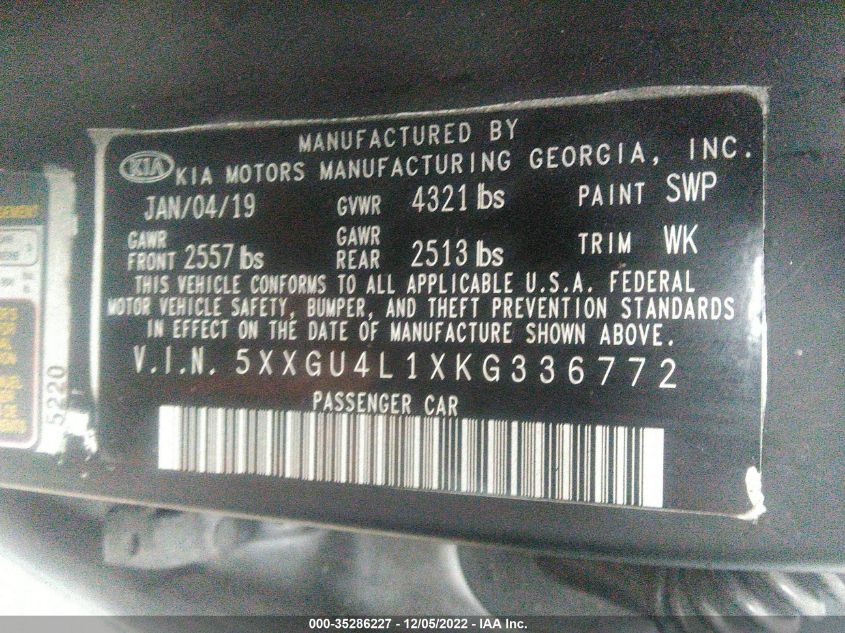 MANUFACTURED BY
KIA KIA MOTORS MANUFACTURING GEORGIA, INC.
JAN/04/19 GVWR 4321 lbs PAINT SWP
GAWR FRONT 2557 lbs GAWR REAR 2513 lbs TRIM WK
THIS VEHICLE CONFORMS TO ALL APPLICABLE U.S.A. FEDERAL
MOTOR VEHICLE SAFETY, BUMPER, AND THEFT PREVENTION STANDARDS
IN EFFECT ON THE DATE OF MANUFACTURE SHOWN ABOVE.
V.I.N. 5XXGU4L1XKG336772
PASSENGER CAR
5220
000-35286227 - 12/05/2022 - IAA Inc.